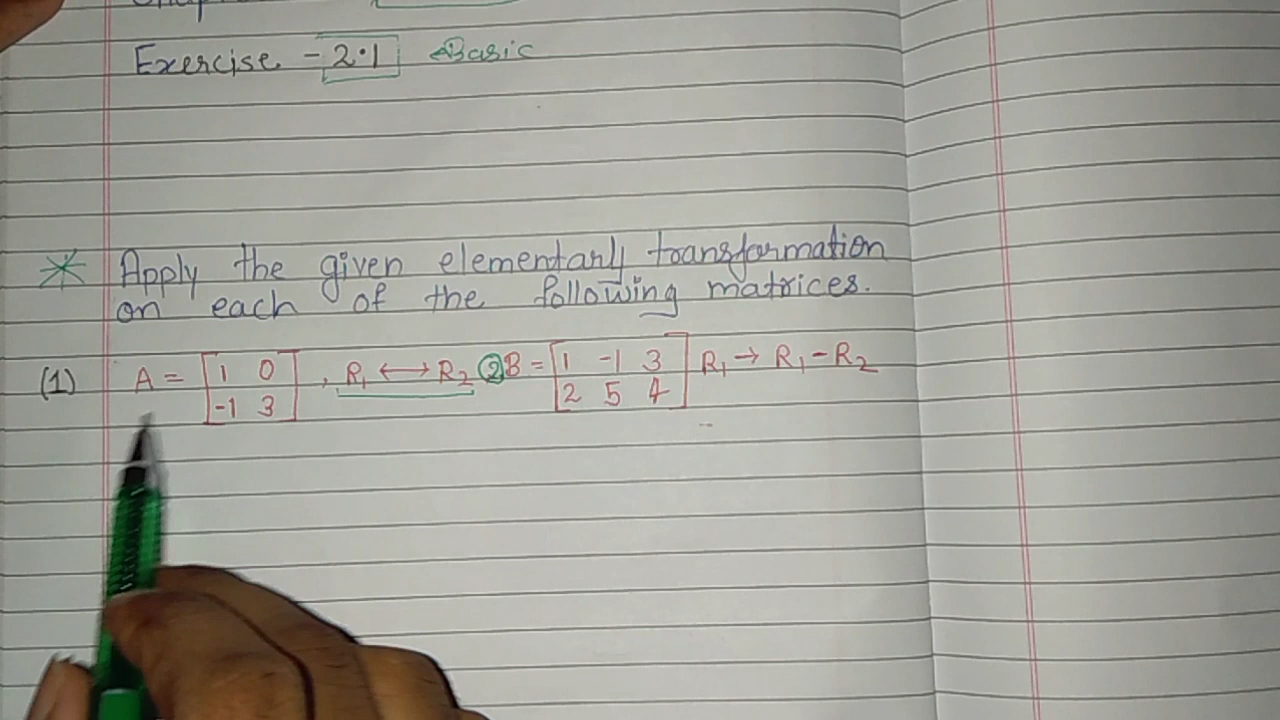 Exercise - 2.1 Basic
* Apply the given elementary transformation
on each of the following matrices.
(1) A = [1 0 , R₁ ↔ R₂ ② B = [1 -1 3 ] R₁ → R₁ - R₂
-1 3] [2 5 4]